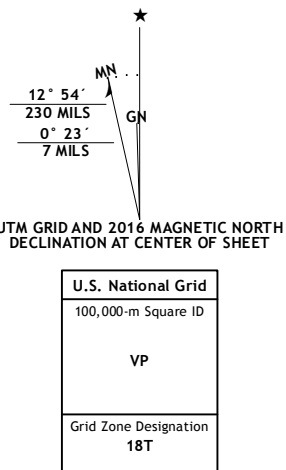 ★
MN
GN
12° 54´
230 MILS
0° 23´
7 MILS
UTM GRID AND 2016 MAGNETIC NORTH
DECLINATION AT CENTER OF SHEET
U.S. National Grid
100,000-m Square ID
VP
Grid Zone Designation
18T